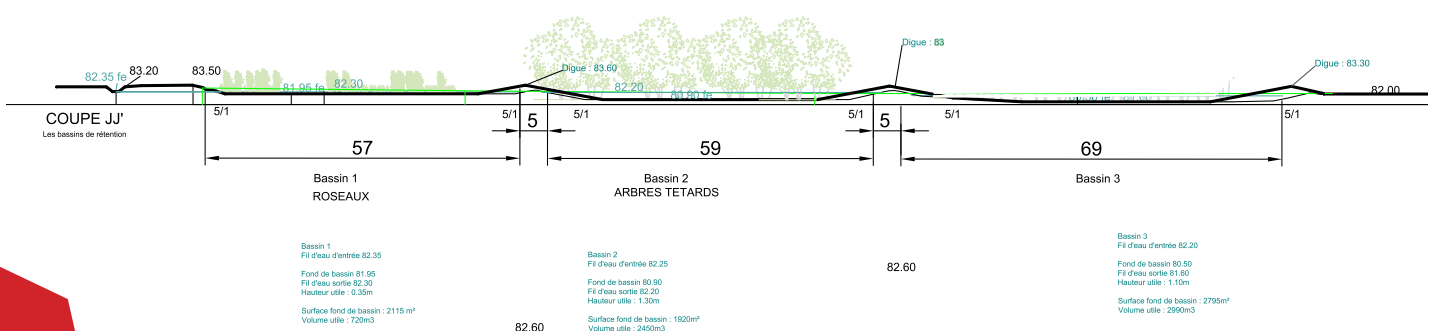 82.35 fe
83.20
83.50
81.95 fe
82.30
Digue : 83.60
82.20
80.90 fe
Digue :
Digue : 83.30
82.00
COUPE JJ'
Les bassins de rétention
5/1
5/1
5
5/1
5/1
5
5/1
5/1
57
59
69
Bassin 1
ROSEAUX
Bassin 2
ARBRES TETARDS
Bassin 3
Bassin 1
Fil d'eau d'entrée 82.35
Fond de bassin 81.95
Fil d'eau sortie 82.30
Hauteur utile : 0.35m
Surface fond de bassin : 2115 m²
Volume utile : 720m3
82.60
Bassin 2
Fil d'eau d'entrée 82.25
Fond de bassin 80.90
Fil d'eau sortie 82.20
Hauteur utile : 1.30m
Surface fond de bassin : 1920m²
Volume utile : 2450m3
82.60
Bassin 3
Fil d'eau d'entrée 82.20
Fond de bassin 80.50
Fil d'eau sortie 81.60
Hauteur utile : 1.10m
Surface fond de bassin : 2795m²
Volume utile : 2990m3